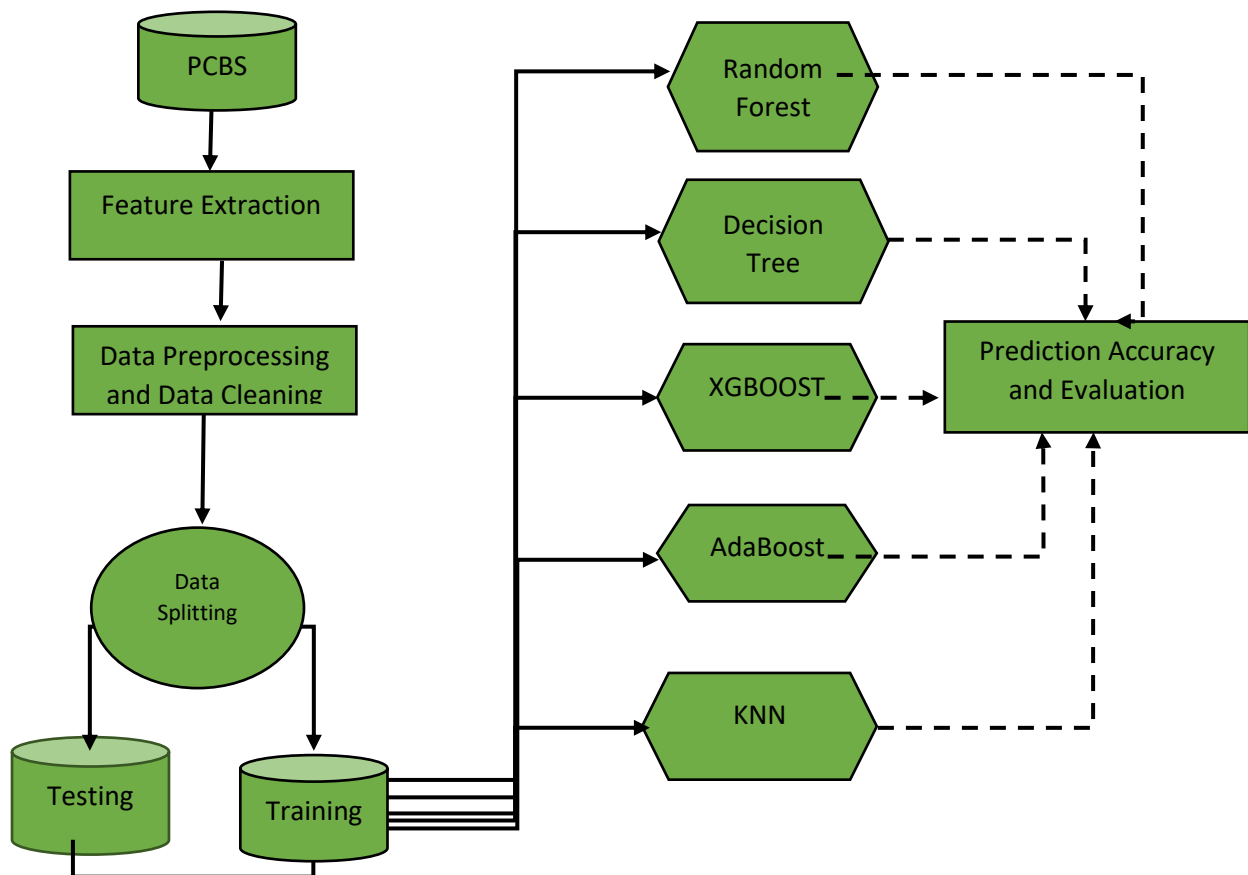 PCBS
Feature Extraction
Data Preprocessing
and Data Cleaning
Data
Splitting
Testing
Training
Random
Forest
Decision
Tree
XGBOOST
AdaBoost
KNN
Prediction Accuracy
and Evaluation